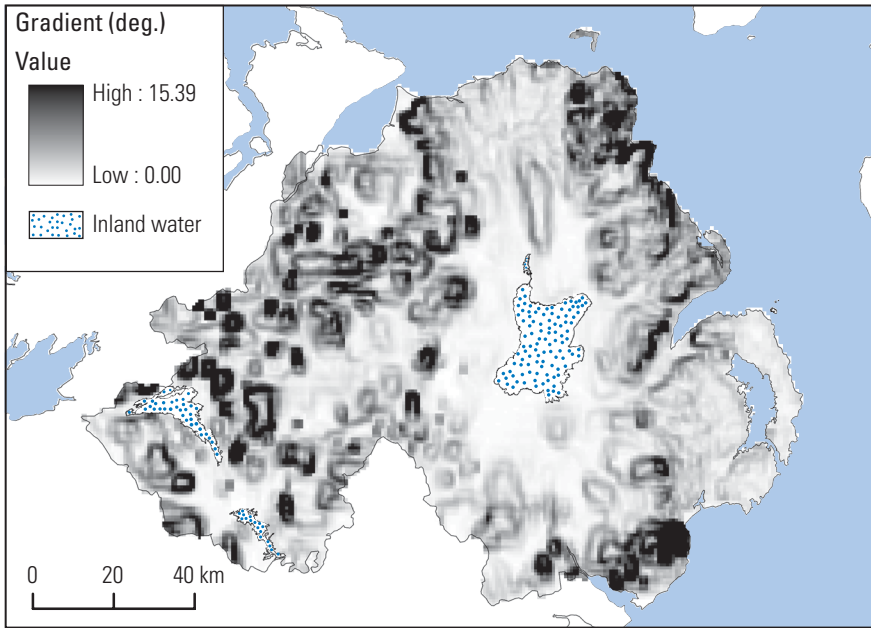 Gradient (deg.)
Value
High : 15.39
Low : 0.00
Inland water
0 20 40 km